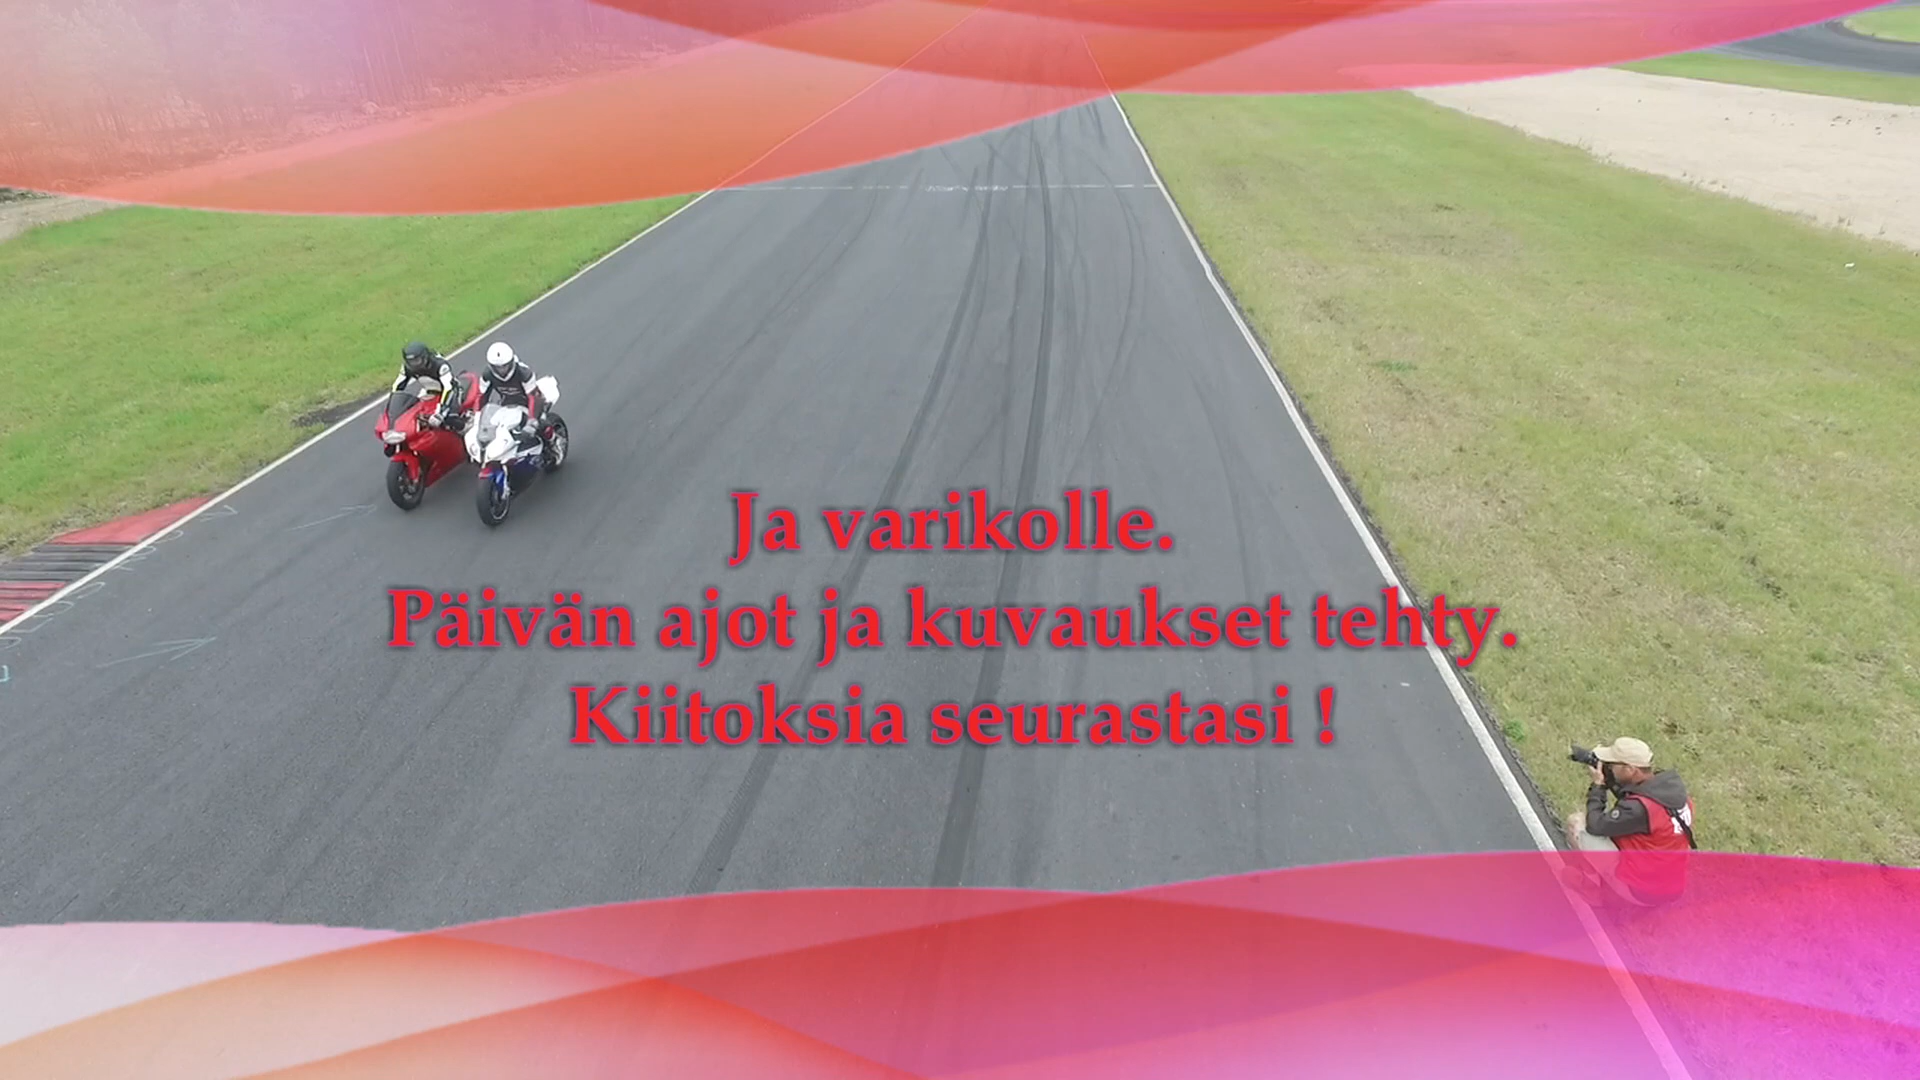 Ja varikolle.
Päivän ajot ja kuvaukset tehty.
Kiitoksia seurastasi !